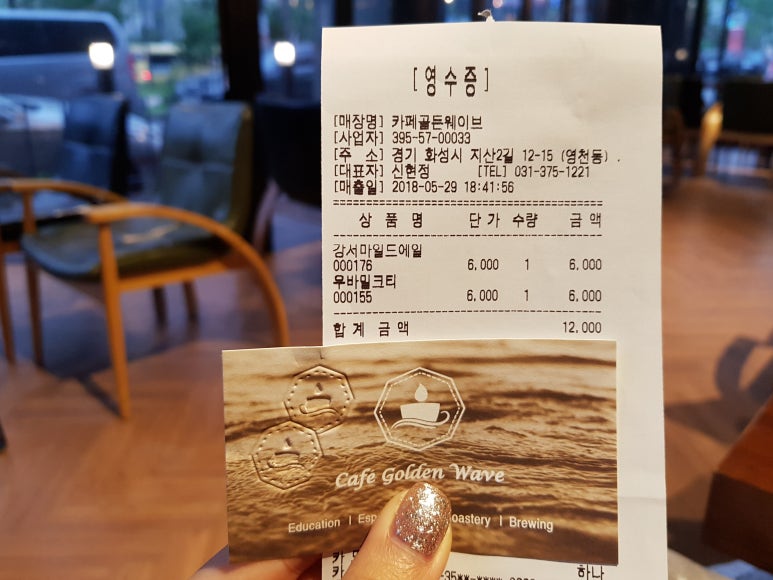 [영수증]
[매장명] 카페골든웨이브
[사업자] 395-57-00033
[주 소] 경기 화성시 지산2길 12-15 (영천동) .
[대표자] 신현정 [TEL] 031-375-1221
[매출일] 2018-05-29 18:41:56
상 품 명 단 가 수량 금 액
강서마일드에일
000176 6,000 1 6,000
우바밀크티
000155 6,000 1 6,000
합 계 금 액 12,000
Cafe Golden Wave
Education | Brewing
하나